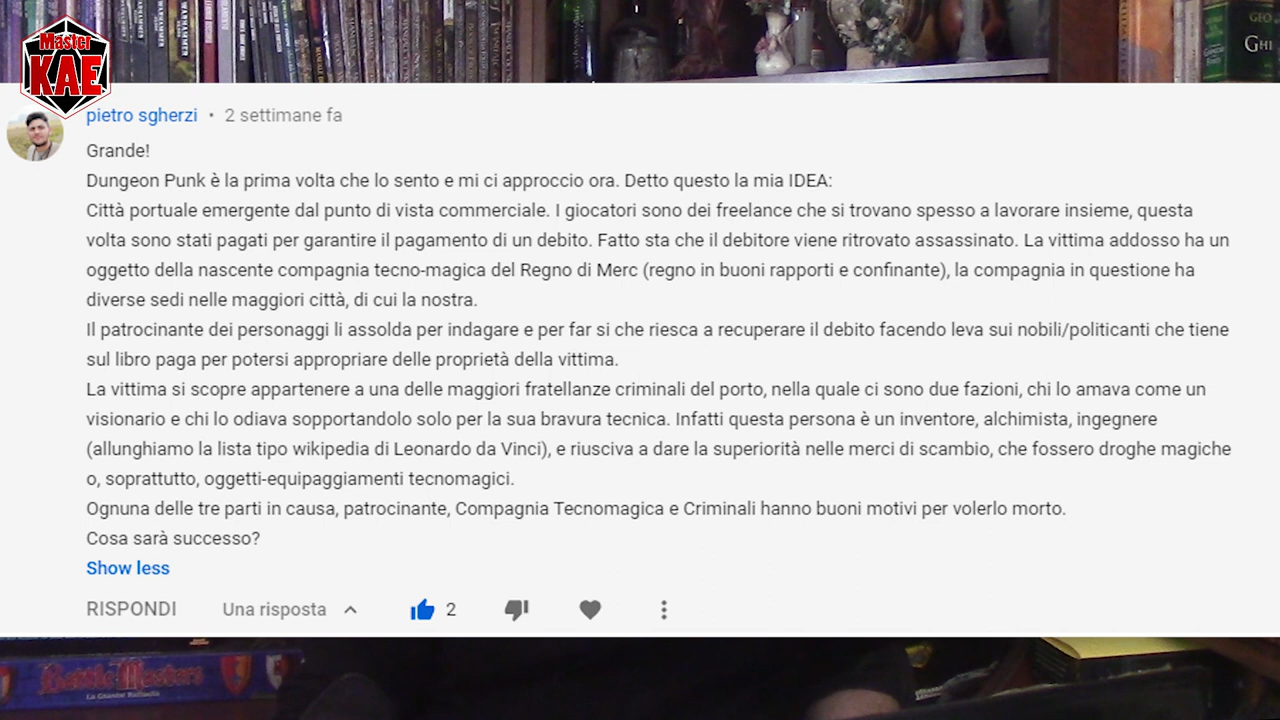 Master
KAE
GEO
GHI
pietro sgherzi • 2 settimane fa
Grande!
Dungeon Punk è la prima volta che lo sento e mi ci approccio ora. Detto questo la mia IDEA:
Città portuale emergente dal punto di vista commerciale. I giocatori sono dei freelance che si trovano spesso a lavorare insieme, questa
volta sono stati pagati per garantire il pagamento di un debito. Fatto sta che il debitore viene ritrovato assassinato. La vittima addosso ha un
oggetto della nascente compagnia tecno-magica del Regno di Merc (regno in buoni rapporti e confinante), la compagnia in questione ha
diverse sedi nelle maggiori città, di cui la nostra.
Il patrocinante dei personaggi li assolda per indagare e per far si che riesca a recuperare il debito facendo leva sui nobili/politicanti che tiene
sul libro paga per potersi appropriare delle proprietà della vittima.
La vittima si scopre appartenere a una delle maggiori fratellanze criminali del porto, nella quale ci sono due fazioni, chi lo amava come un
visionario e chi lo odiava sopportandolo solo per la sua bravura tecnica. Infatti questa persona è un inventore, alchimista, ingegnere
(allunghiamo la lista tipo wikipedia di Leonardo da Vinci), e riusciva a dare la superiorità nelle merci di scambio, che fossero droghe magiche
o, soprattutto, oggetti-equipaggiamenti tecnomagici.
Ognuna delle tre parti in causa, patrocinante, Compagnia Tecnomagica e Criminali hanno buoni motivi per volerlo morto.
Cosa sarà successo?
Show less
RISPONDI Una risposta 2
Battle Masters
La Grande Battaglia